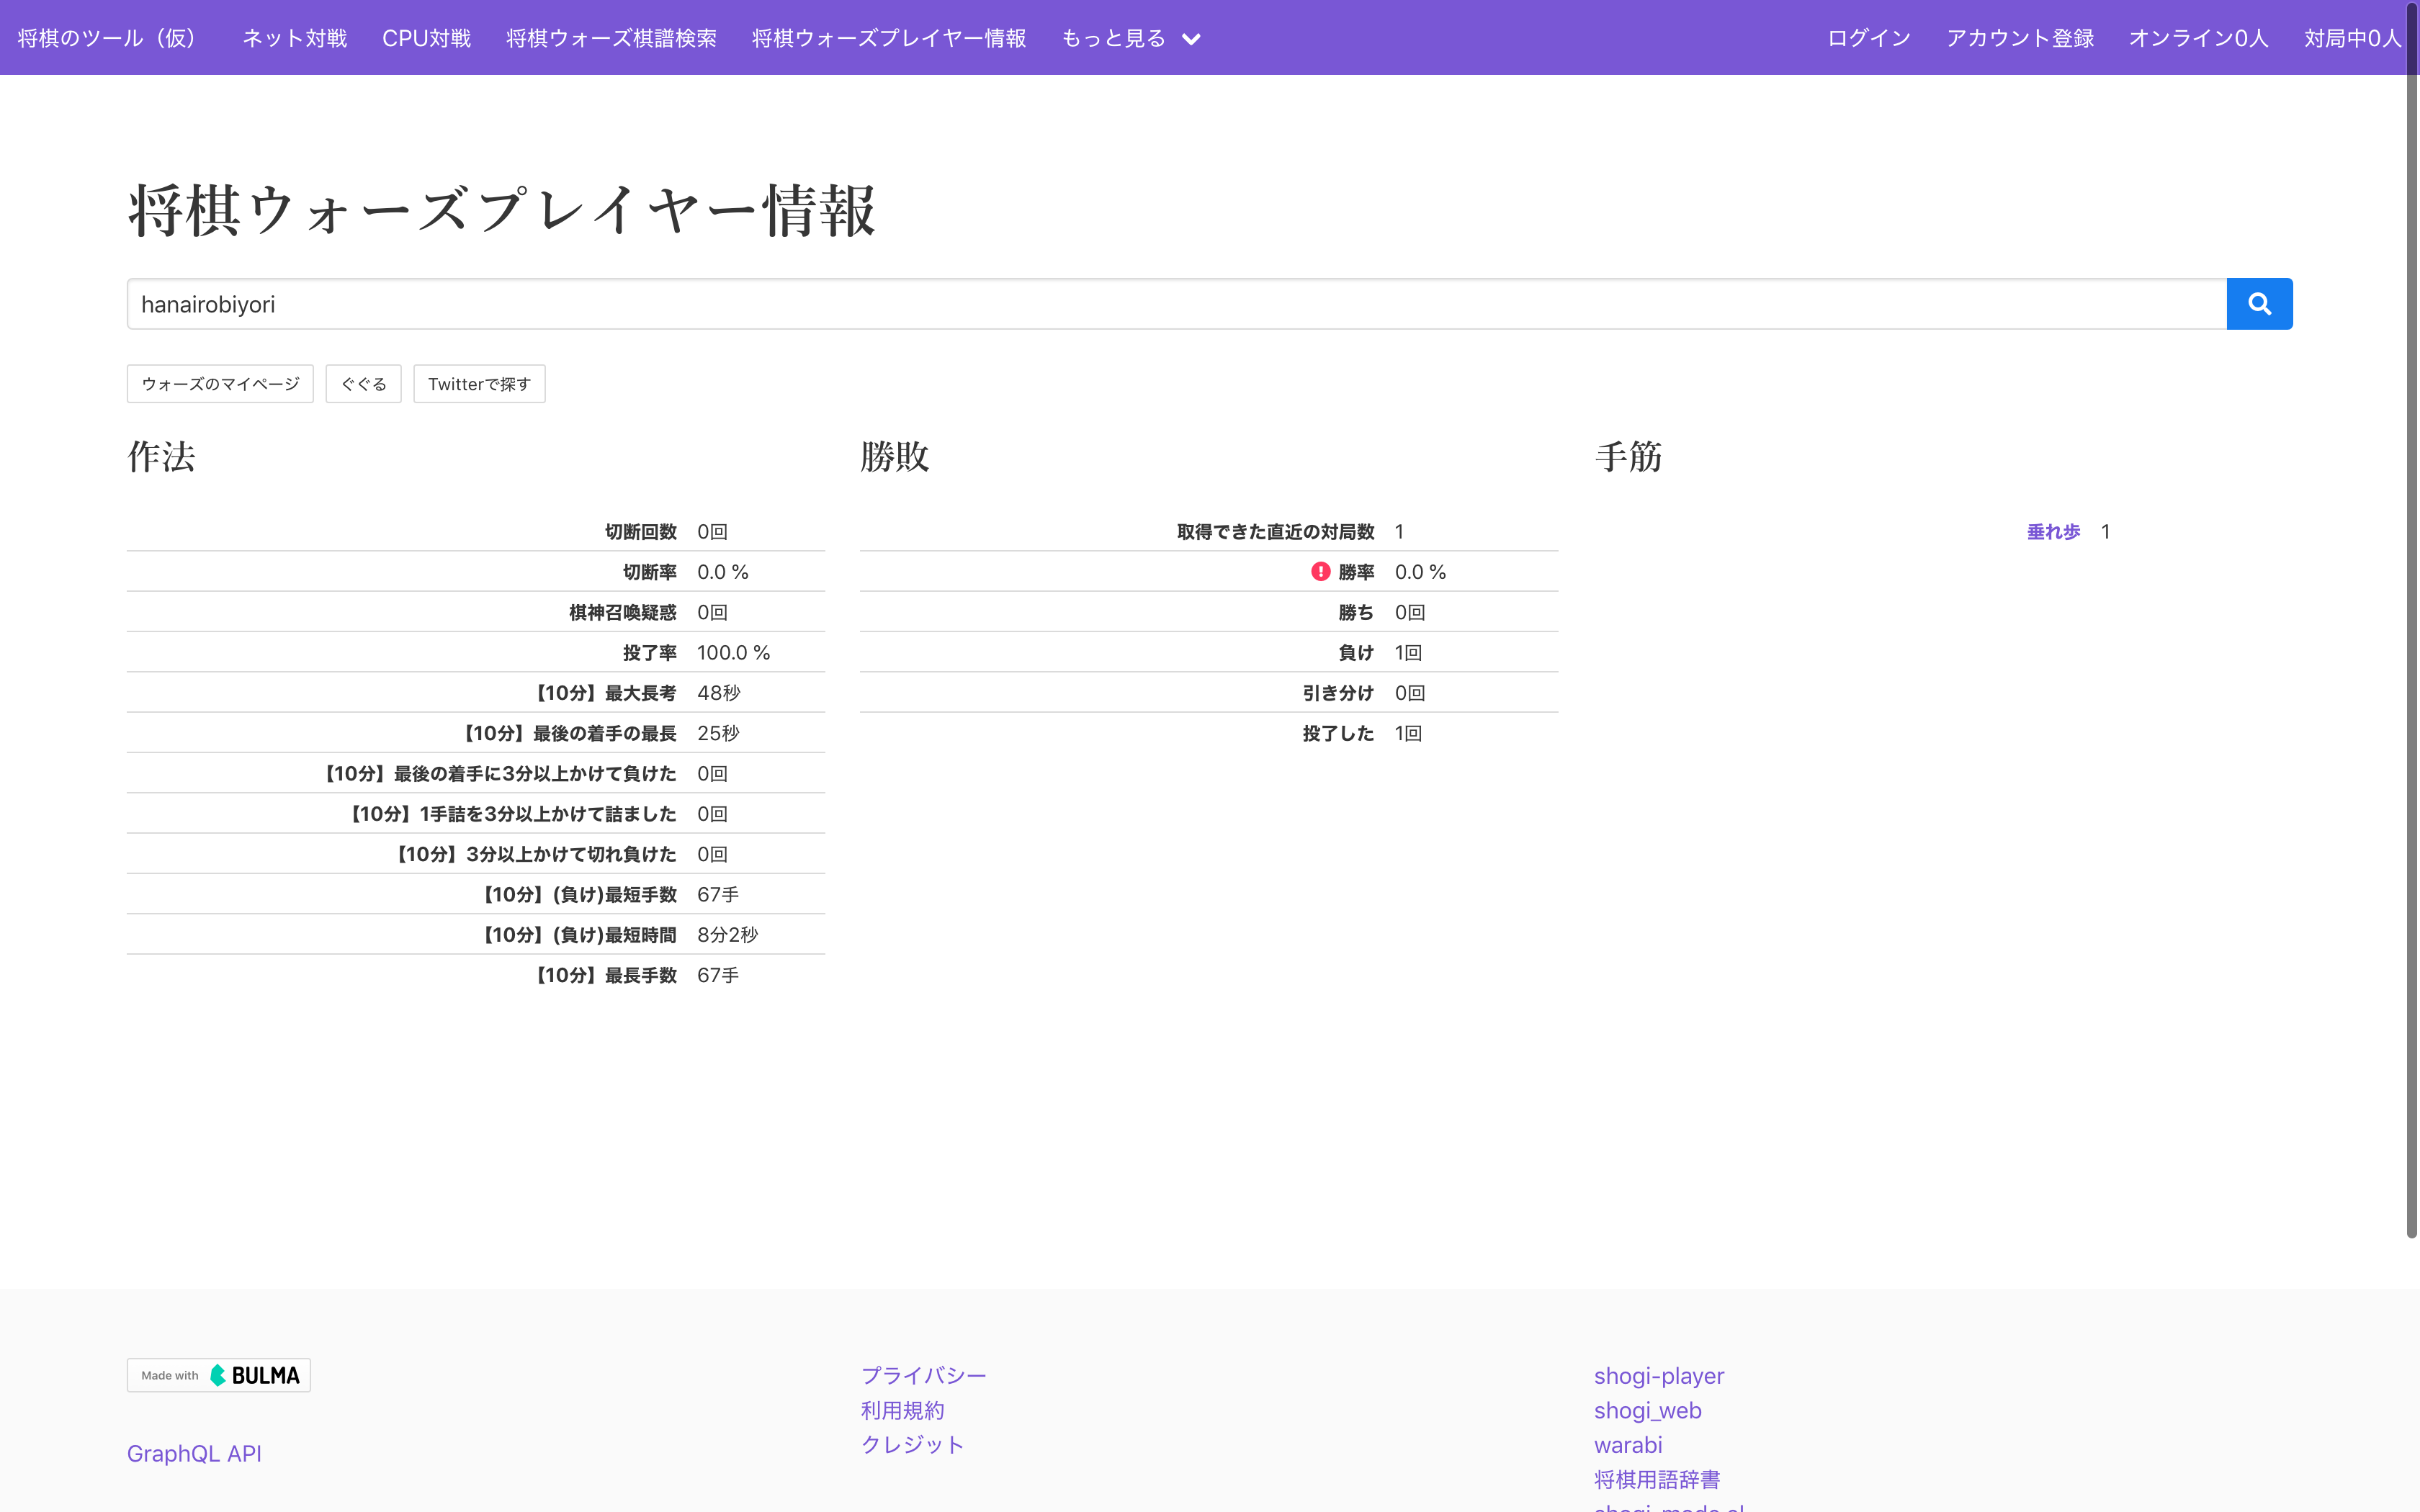 将棋のツール（仮） ネット対戦 CPU対戦 将棋ウォーズ棋譜検索 将棋ウォーズプレイヤー情報 もっと見る ログイン アカウント登録 オンライン0人 対局中0人
将棋ウォーズプレイヤー情報
hanairobiyori
ウォーズのマイページ ぐぐる Twitterで探す
作法
切断回数 0回
切断率 0.0 %
棋神召喚疑惑 0回
投了率 100.0 %
【10分】最大長考 48秒
【10分】最後の着手の最長 25秒
【10分】最後の着手に3分以上かけて負けた 0回
【10分】1手詰を3分以上かけて詰ました 0回
【10分】3分以上かけて切れ負けた 0回
【10分】(負け)最短手数 67手
【10分】(負け)最短時間 8分2秒
【10分】最長手数 67手
勝敗
取得できた直近の対局数 1
勝率 0.0 %
勝ち 0回
負け 1回
引き分け 0回
投了した 1回
手筋
垂れ歩 1
Made with BULMA
GraphQL API
プライバシー
利用規約
クレジット
shogi-player
shogi_web
warabi
将棋用語辞書